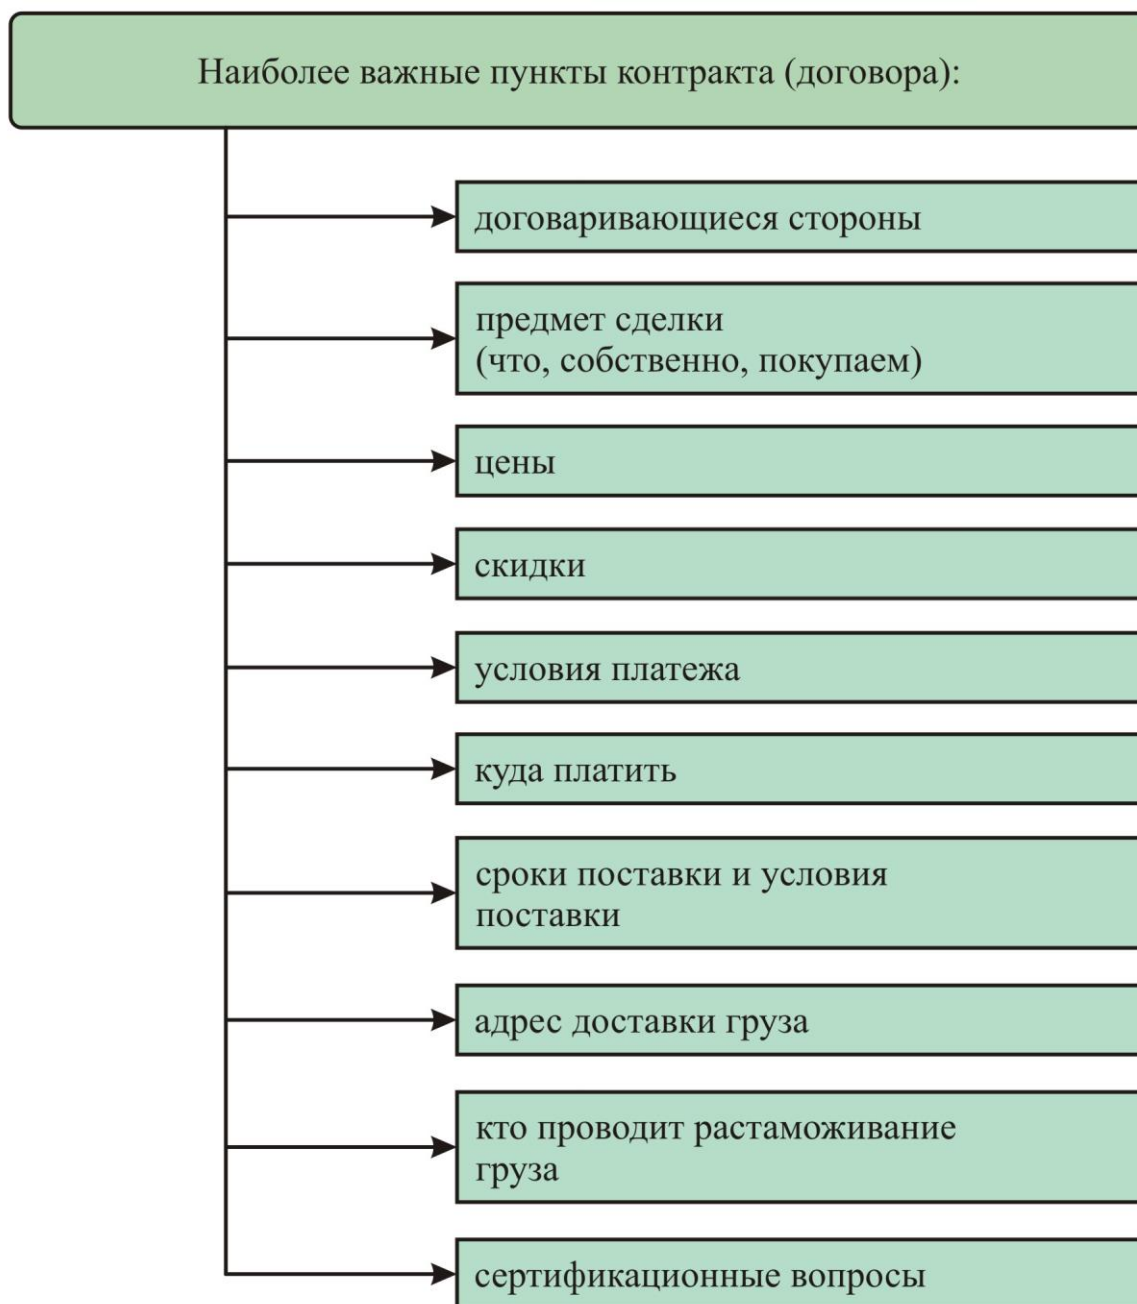 Наиболее важные пункты контракта (договора):
договаривающиеся стороны
предмет сделки
(что, собственно, покупаем)
цены
скидки
условия платежа
куда платить
сроки поставки и условия
поставки
адрес доставки груза
кто проводит растаможивание
груза
сертификационные вопросы